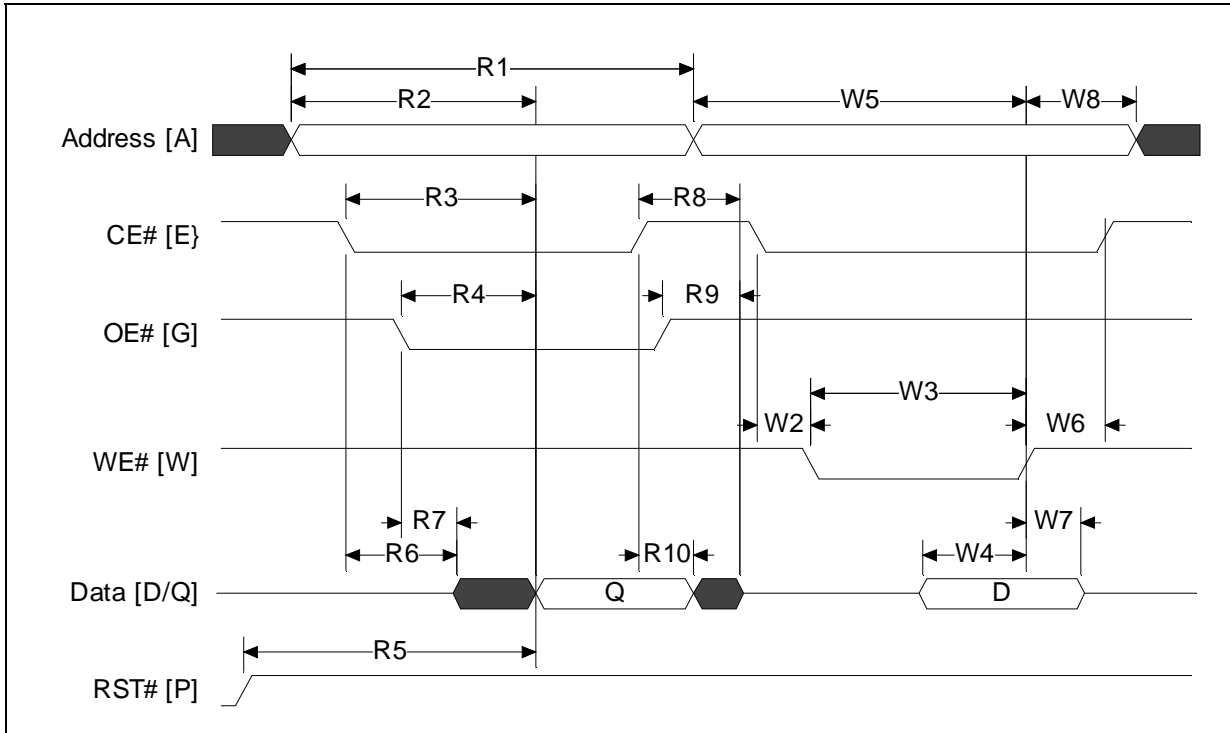 R1
R2
W5
W8
Address [A]
R3
R8
CE# [E}
R4
R9
OE# [G]
W3
W2
W6
WE# [W]
R7
W7
R6
R10
W4
Data [D/Q]
Q
D
R5
RST# [P]